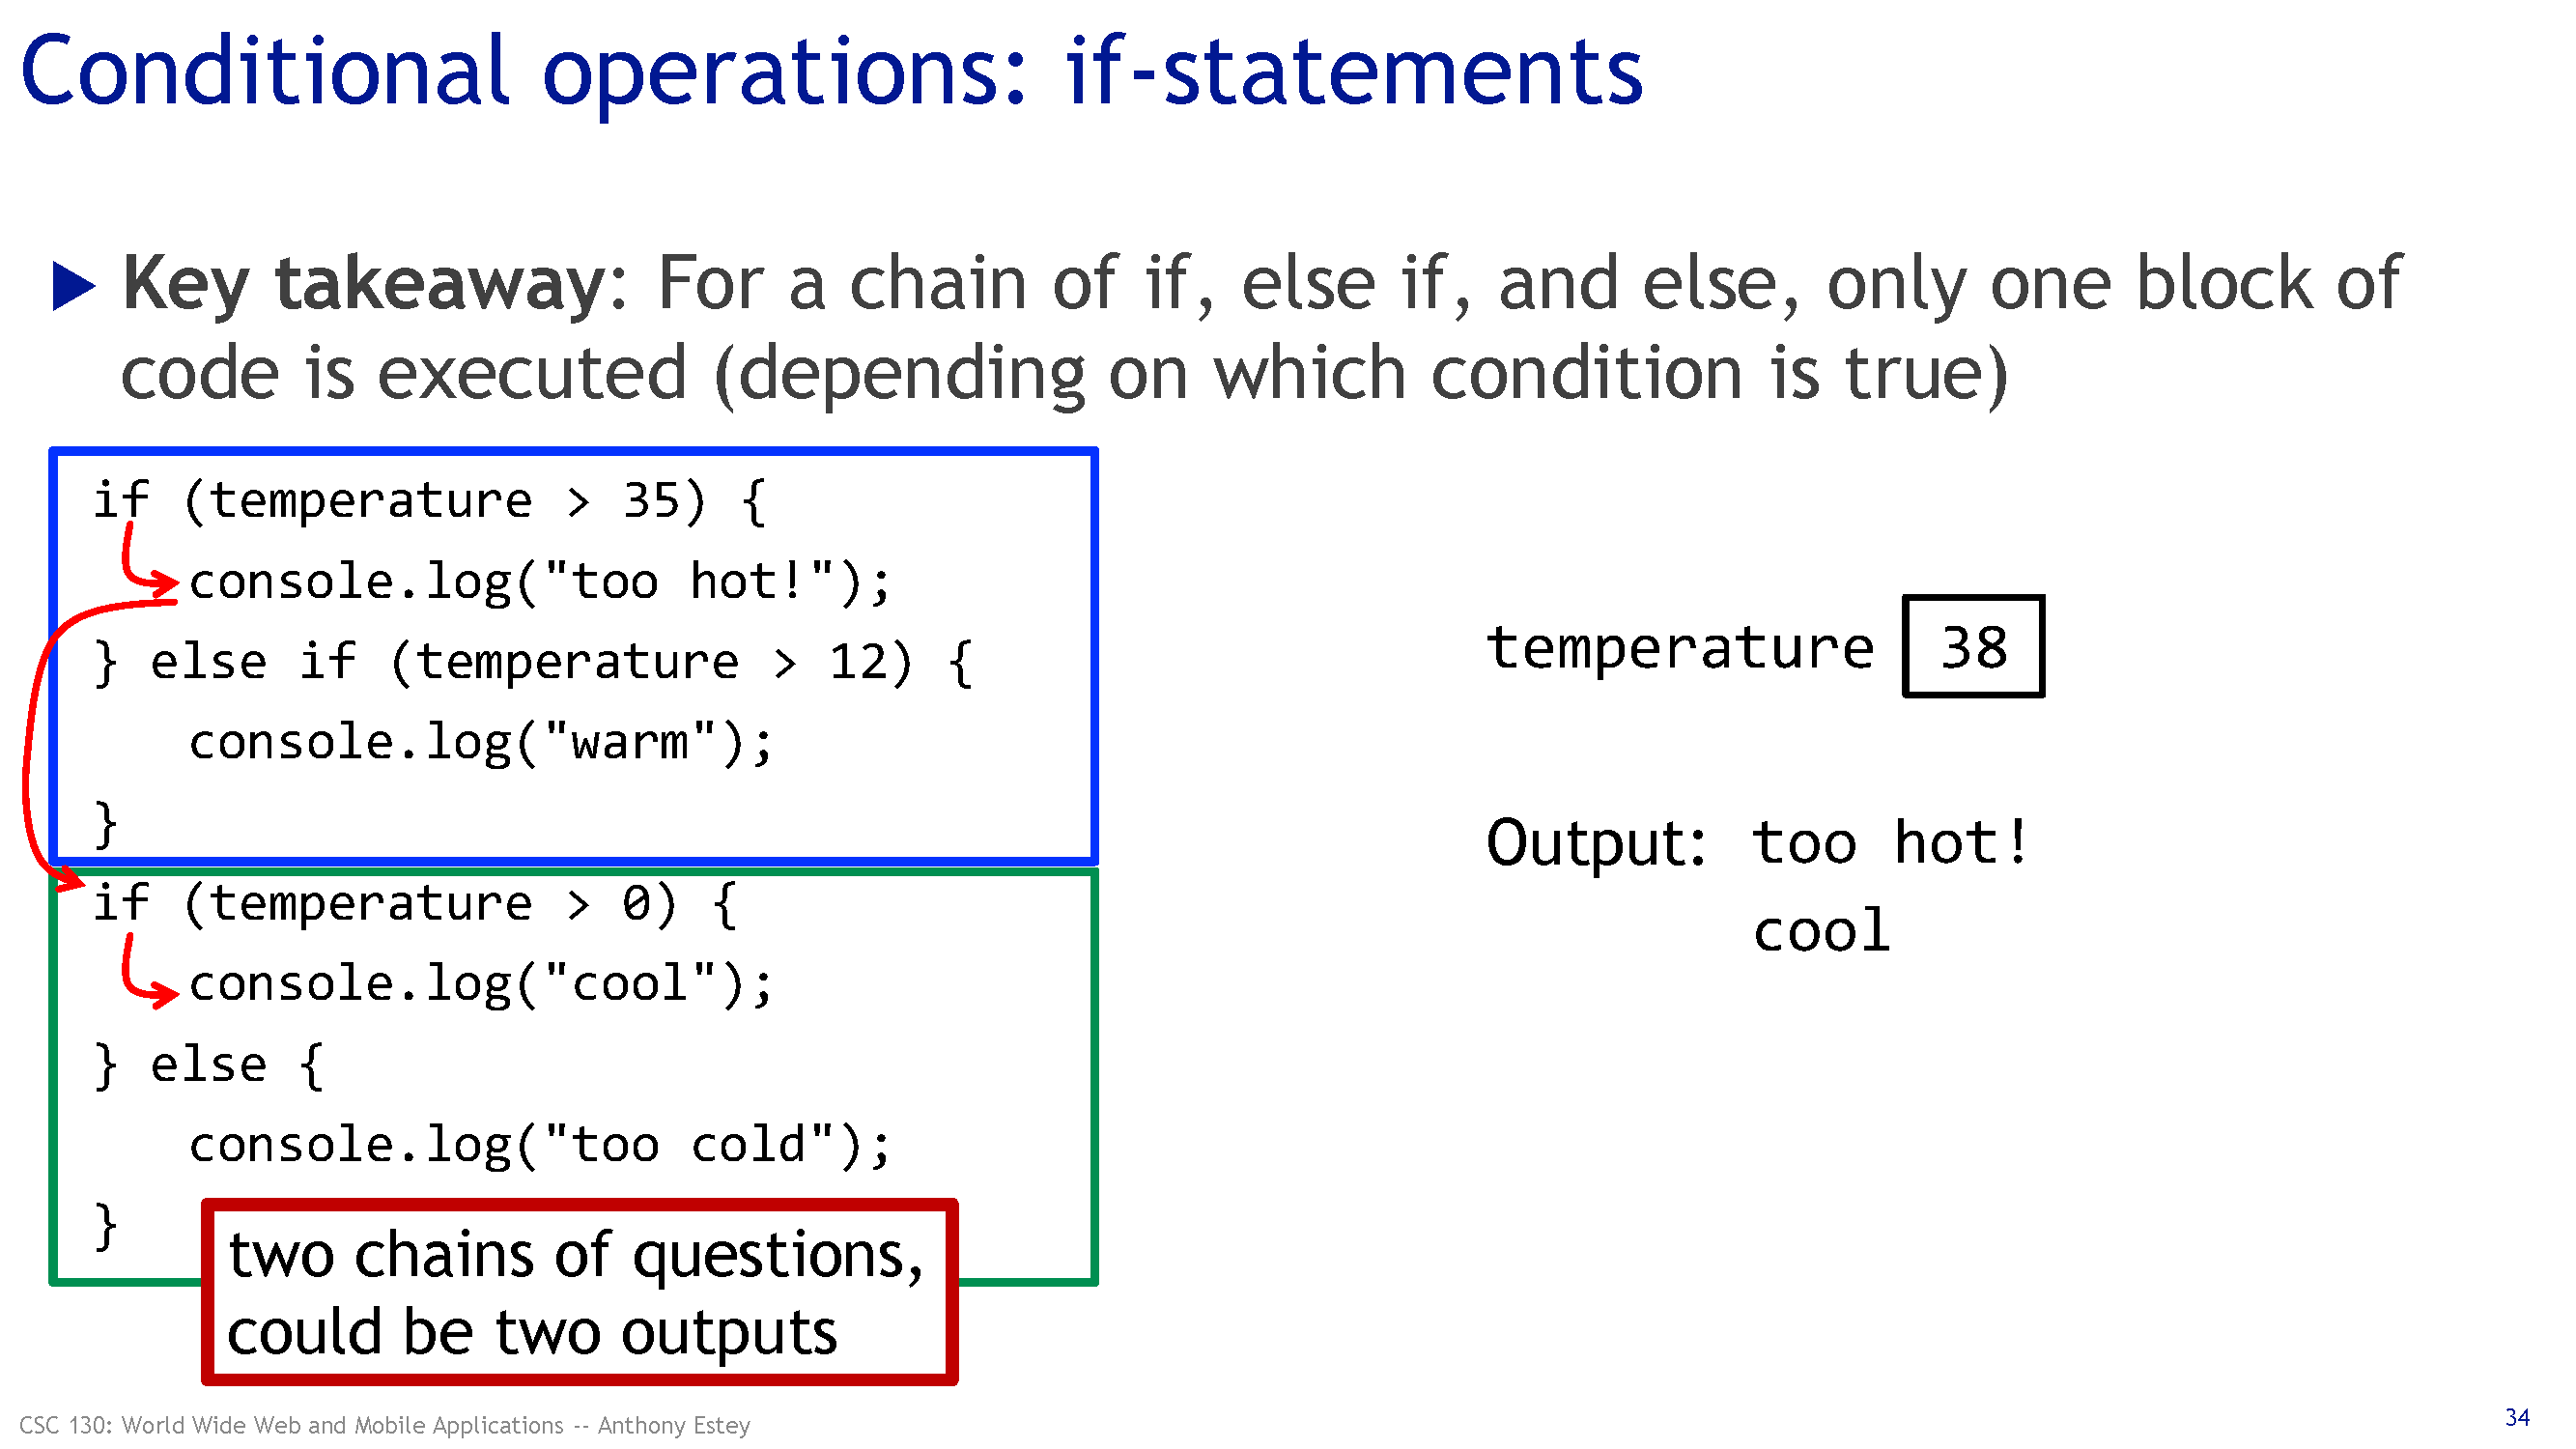 Conditional operations: if-statements
Key takeaway: For a chain of if, else if, and else, only one block of
code is executed (depending on which condition is true)
if (temperature > 35) {
console.log("too hot!");
} else if (temperature > 12) {
console.log("warm");
}
if (temperature > 0) {
console.log("cool");
} else {
console.log("too cold");
}
two chains of questions,
could be two outputs
temperature 38
Output: too hot!
cool
CSC 130: World Wide Web and Mobile Applications -- Anthony Estey
34